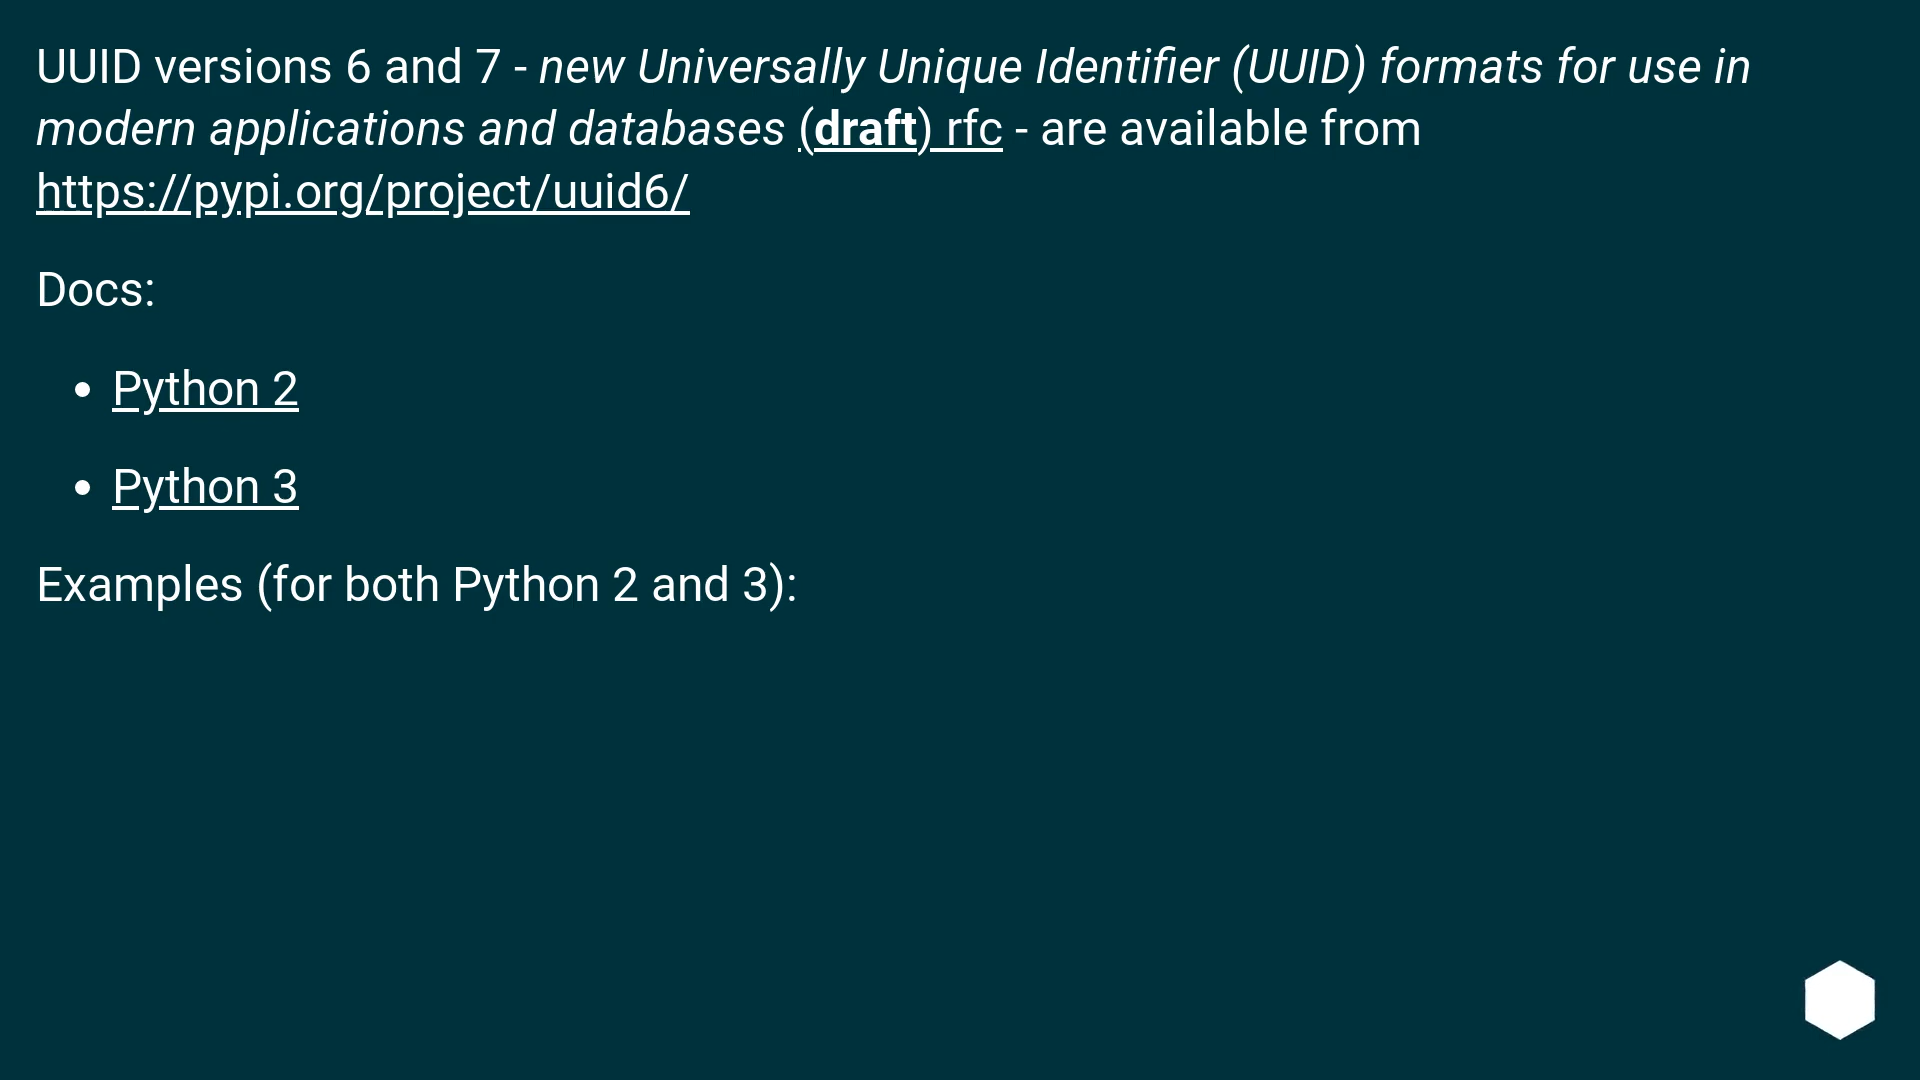 UUID versions 6 and 7 - new Universally Unique Identifier (UUID) formats for use in
modern applications and databases (draft) rfc - are available from
https://pypi.org/project/uuid6/
Docs:
• Python 2
• Python 3
Examples (for both Python 2 and 3):